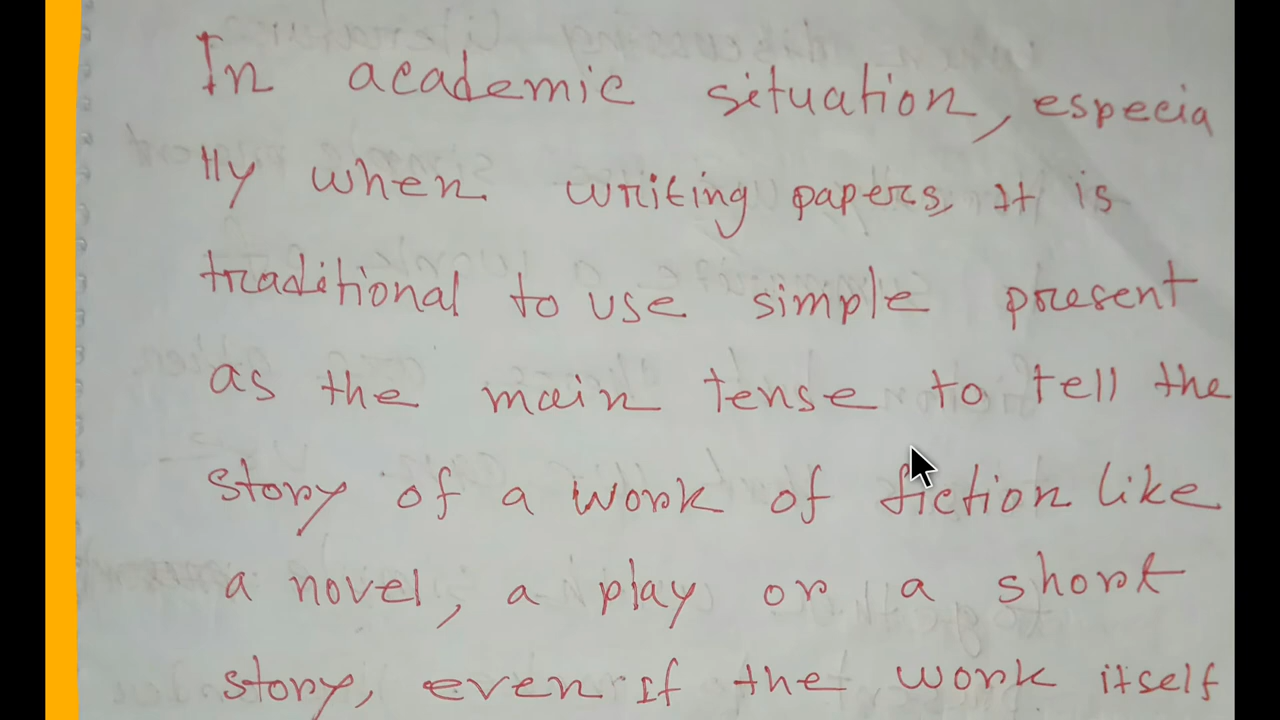 In academic situation, especia
lly when writing papers, it is
traditional to use simple present
as the main tense to tell the
story of a work of fiction like
a novel, a play or a short
story, even if the work itself